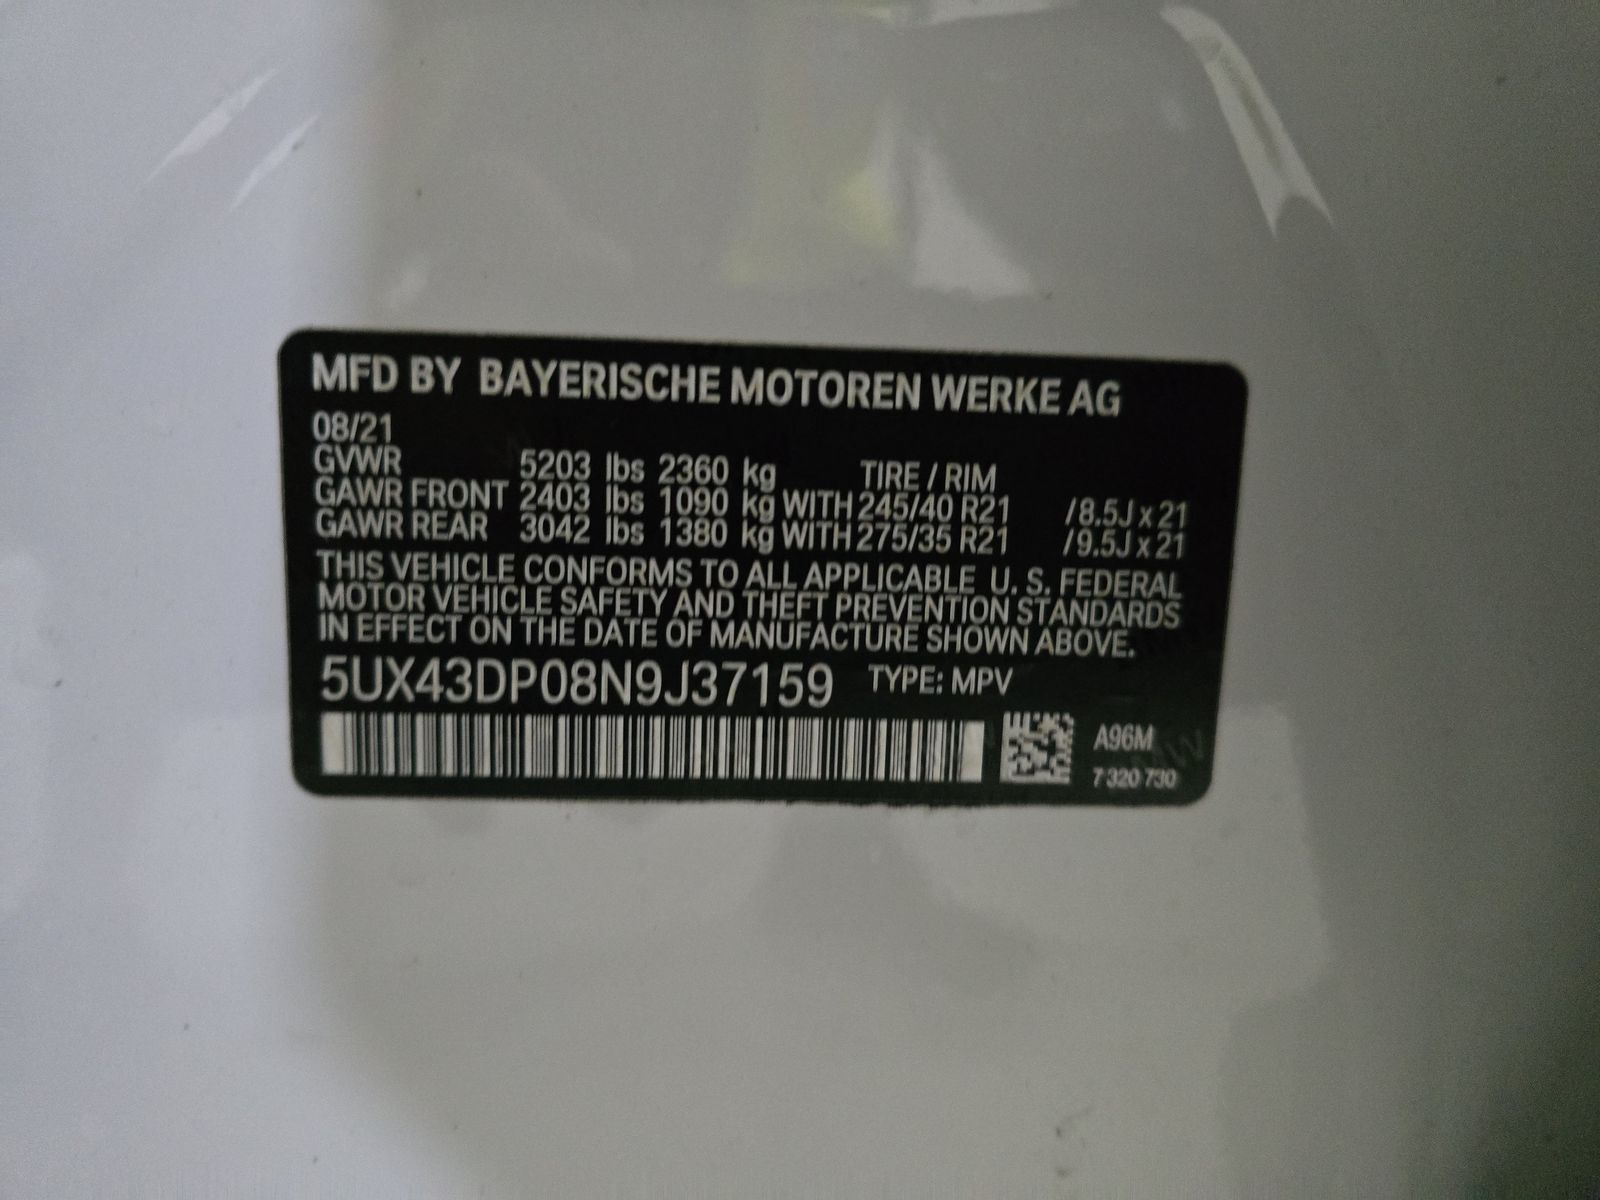 MFD BY BAYERISCHE MOTOREN WERKE AG
08/21
GVWR 5203 lbs 2360 kg TIRE / RIM
GAWR FRONT 2403 lbs 1090 kg WITH 245/40 R21 /8.5J x 21
GAWR REAR 3042 lbs 1380 kg WITH 275/35 R21 /9.5J x 21
THIS VEHICLE CONFORMS TO ALL APPLICABLE U. S. FEDERAL
MOTOR VEHICLE SAFETY AND THEFT PREVENTION STANDARDS
IN EFFECT ON THE DATE OF MANUFACTURE SHOWN ABOVE.
5UX43DP08N9J37159 TYPE: MPV
A96M
7 320 730